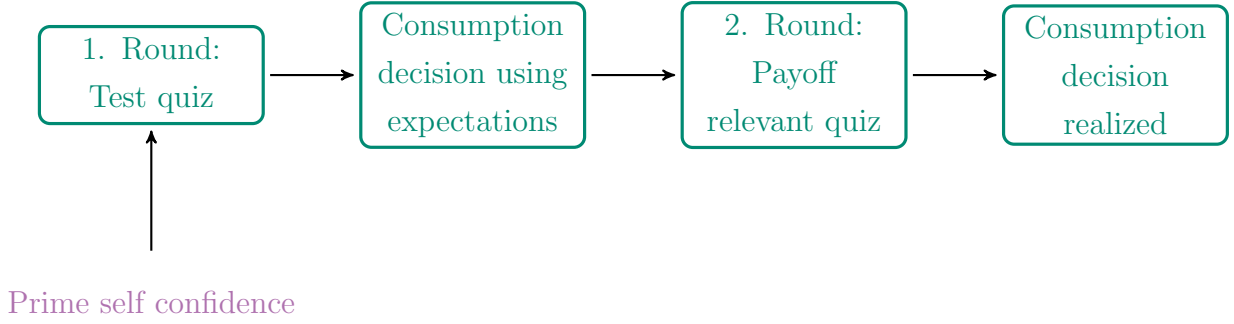 1. Round:
Test quiz
Consumption
decision using
expectations
2. Round:
Payoff
relevant quiz
Consumption
decision
realized
Prime self confidence